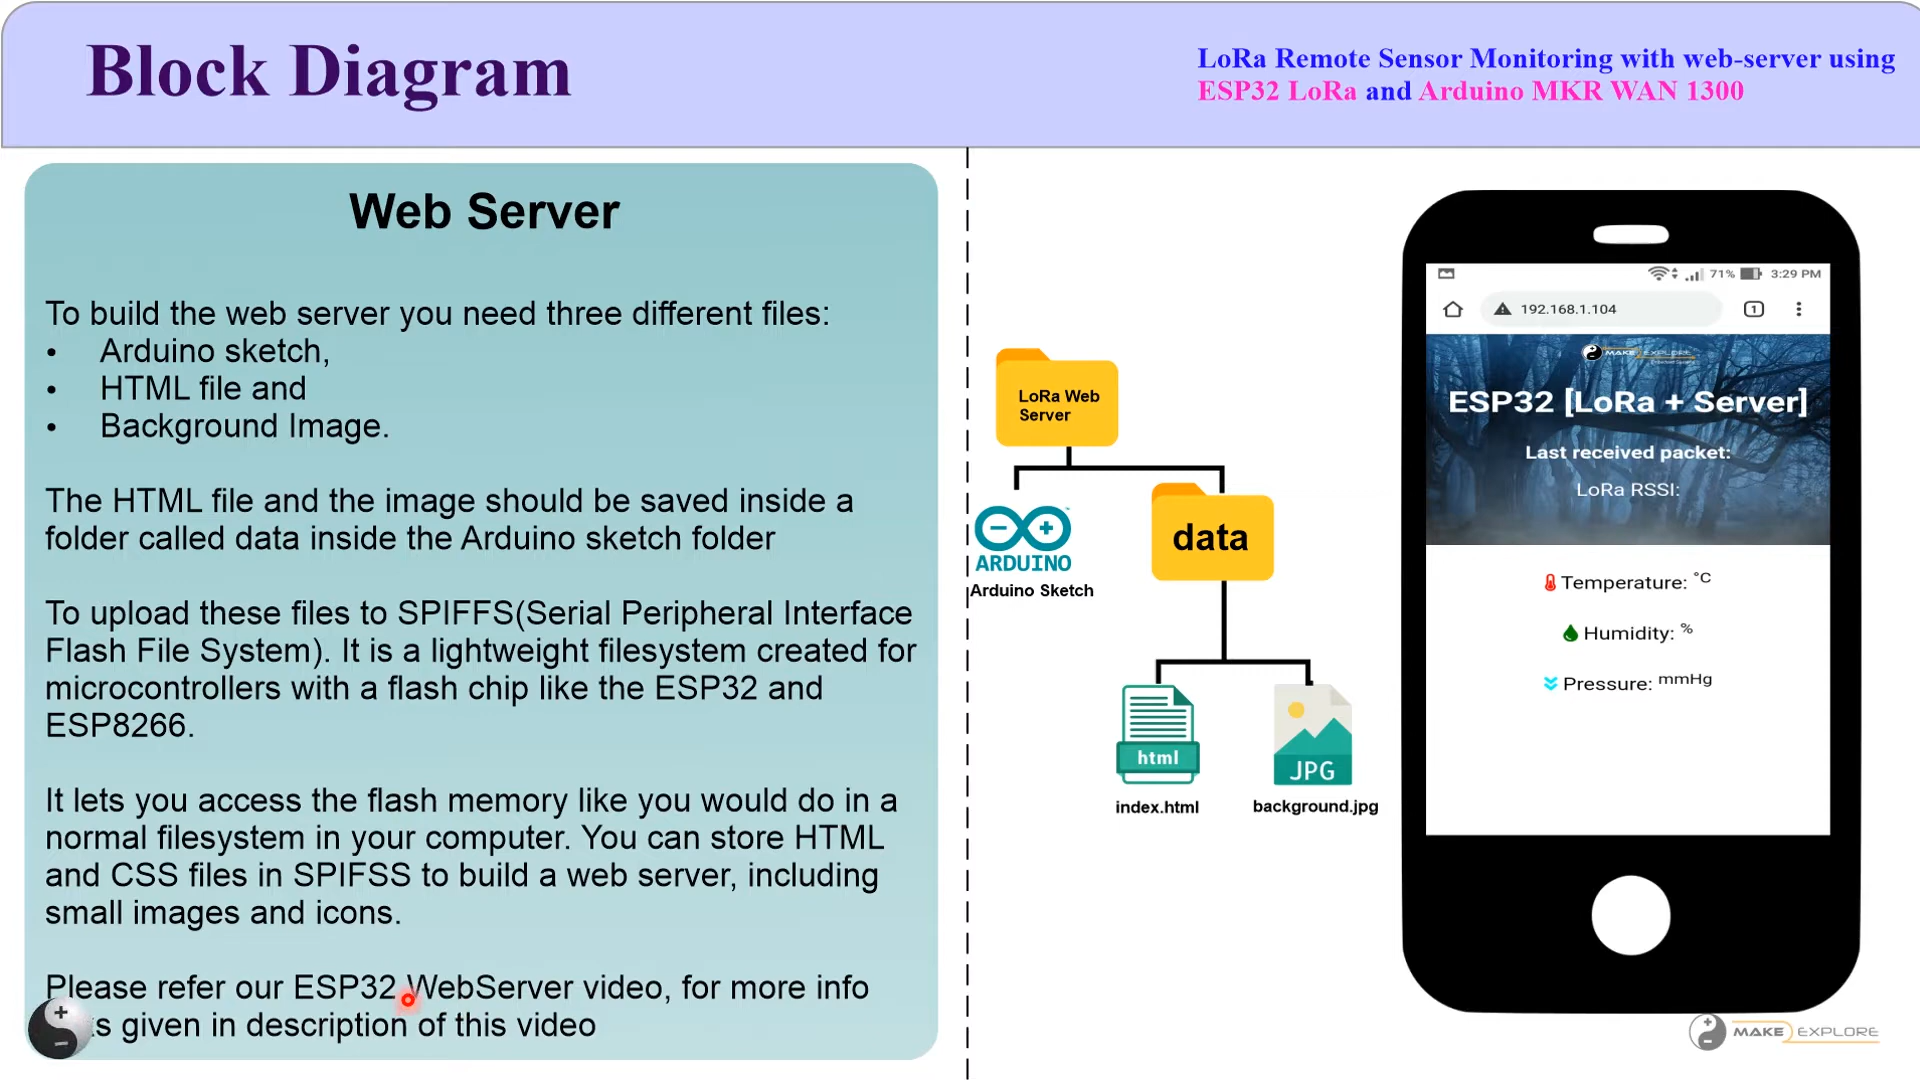 Block Diagram
LoRa Remote Sensor Monitoring with web-server using
ESP32 LoRa and Arduino MKR WAN 1300
Web Server
To build the web server you need three different files:
• Arduino sketch,
• HTML file and
• Background Image.
The HTML file and the image should be saved inside a
folder called data inside the Arduino sketch folder
To upload these files to SPIFFS(Serial Peripheral Interface
Flash File System). It is a lightweight filesystem created for
microcontrollers with a flash chip like the ESP32 and
ESP8266.
It lets you access the flash memory like you would do in a
normal filesystem in your computer. You can store HTML
and CSS files in SPIFSS to build a web server, including
small images and icons.
Please refer our ESP32 WebServer video, for more info
given in description of this video
LoRa Web
Server
ARDUINO
Arduino Sketch
data
html
index.html
JPG
background.jpg
71% 3:29 PM
192.168.1.104
1
MAKE EXPLORE
ESP32 [LoRa + Server]
Last received packet:
LoRa RSSI:
Temperature: °C
Humidity: %
Pressure: mmHg
MAKE EXPLORE